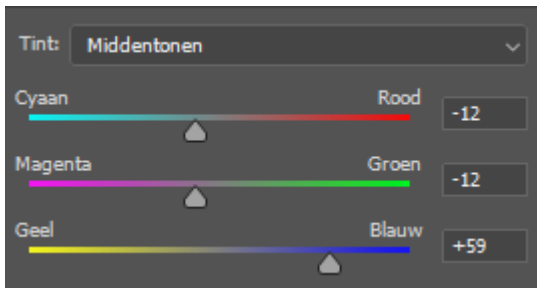 Tint: Middentonen
Cyaan Rood -12
Magenta Groen -12
Geel Blauw +59